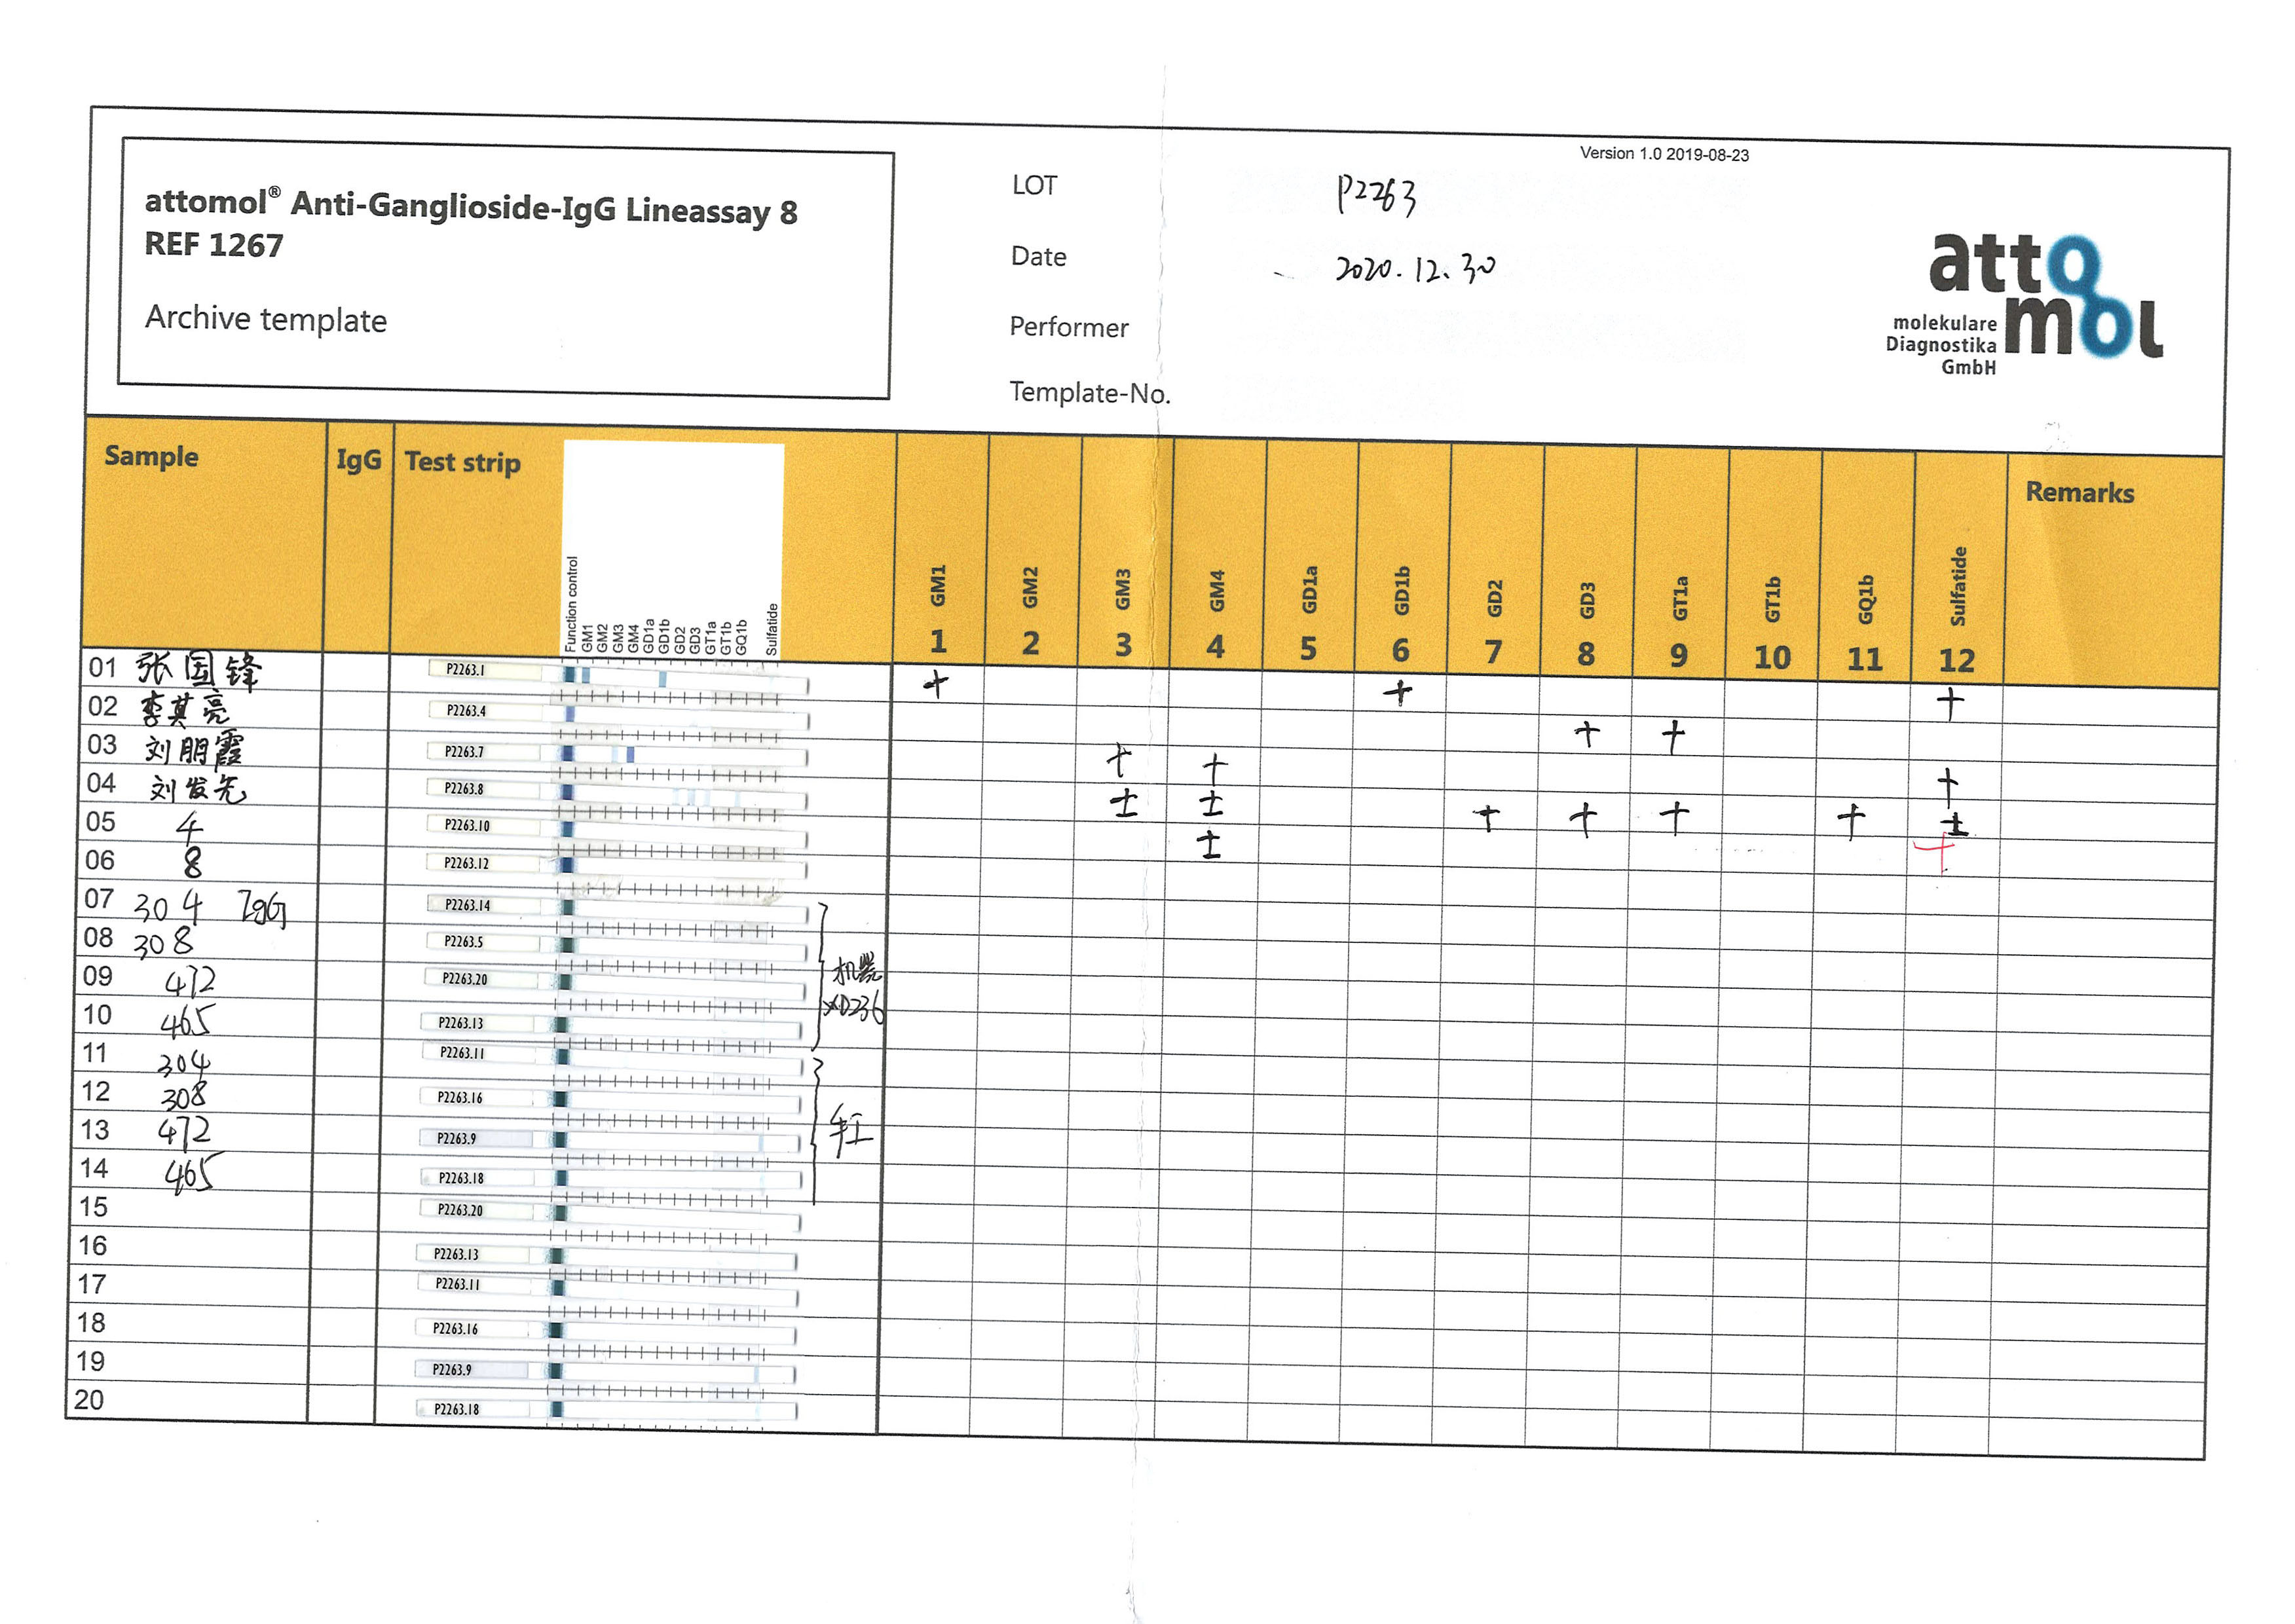 Version 1.0 2019-08-23
attomol® Anti-Ganglioside-IgG Lineassay 8
REF 1267
Archive template
LOT P2263
Date 2020.12.30
Performer
Template-No.
atto
mol
molekulare
Diagnostika
GmbH
Sample IgG Test strip
Function control
GM1
GM2
GM3
GM4
GD1a
GD1b
GD2
GD3
GT1a
GT1b
GQ1b
Sulfatide
GM1 GM2 GM3 GM4 GD1a GD1b GD2 GD3 GT1a GT1b GQ1b Sulfatide Remarks
1 2 3 4 5 6 7 8 9 10 11 12
01 张国锋 P2263.1 + + +
02 李其亮 P2263.4 + +
03 刘朋霞 P2263.7 + + +
04 刘发先 P2263.8 ± ± + + + + ±
05 4 P2263.10 ± +
06 8 P2263.12
07 304 IgG P2263.14
08 308 P2263.5
09 472 P2263.20
机器
XD236
10 465 P2263.13
11 304 P2263.11
12 308 P2263.16
手工
13 472 P2263.9
14 465 P2263.18
15 P2263.20
16 P2263.13
17 P2263.11
18 P2263.16
19 P2263.9
20 P2263.18